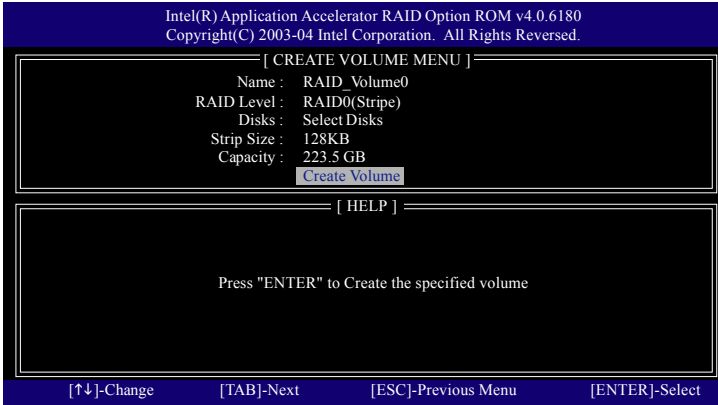 Intel(R) Application Accelerator RAID Option ROM v4.0.6180
Copyright(C) 2003-04 Intel Corporation. All Rights Reversed.
[ CREATE VOLUME MENU ]
Name : RAID_Volume0
RAID Level : RAID0(Stripe)
Disks : Select Disks
Strip Size : 128KB
Capacity : 223.5 GB
Create Volume
[ HELP ]
Press "ENTER" to Create the specified volume
[↑↓]-Change [TAB]-Next [ESC]-Previous Menu [ENTER]-Select